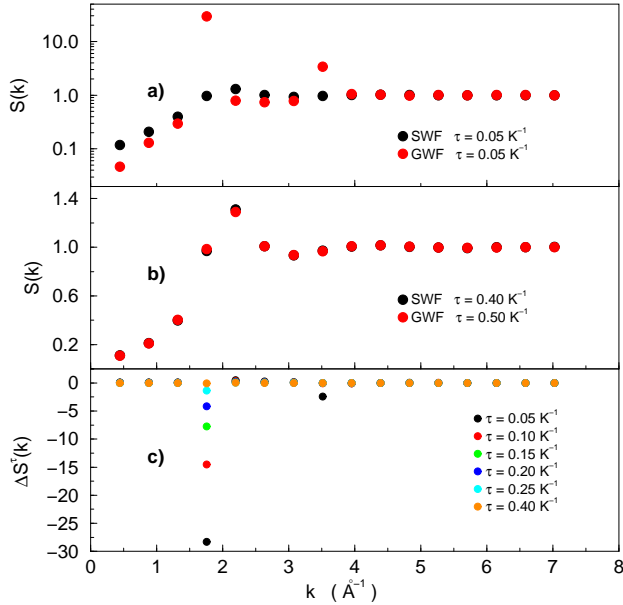 10.0
1.0
0.1
S(k)
a)
SWF τ = 0.05 K⁻¹
GWF τ = 0.05 K⁻¹
1.4
1.0
0.6
0.2
S(k)
b)
SWF τ = 0.40 K⁻¹
GWF τ = 0.50 K⁻¹
0
−5
−10
−15
−20
−25
−30
ΔS^τ(k)
c)
τ = 0.05 K⁻¹
τ = 0.10 K⁻¹
τ = 0.15 K⁻¹
τ = 0.20 K⁻¹
τ = 0.25 K⁻¹
τ = 0.40 K⁻¹
0 1 2 3 4 5 6 7 8
k ( Å⁻¹)